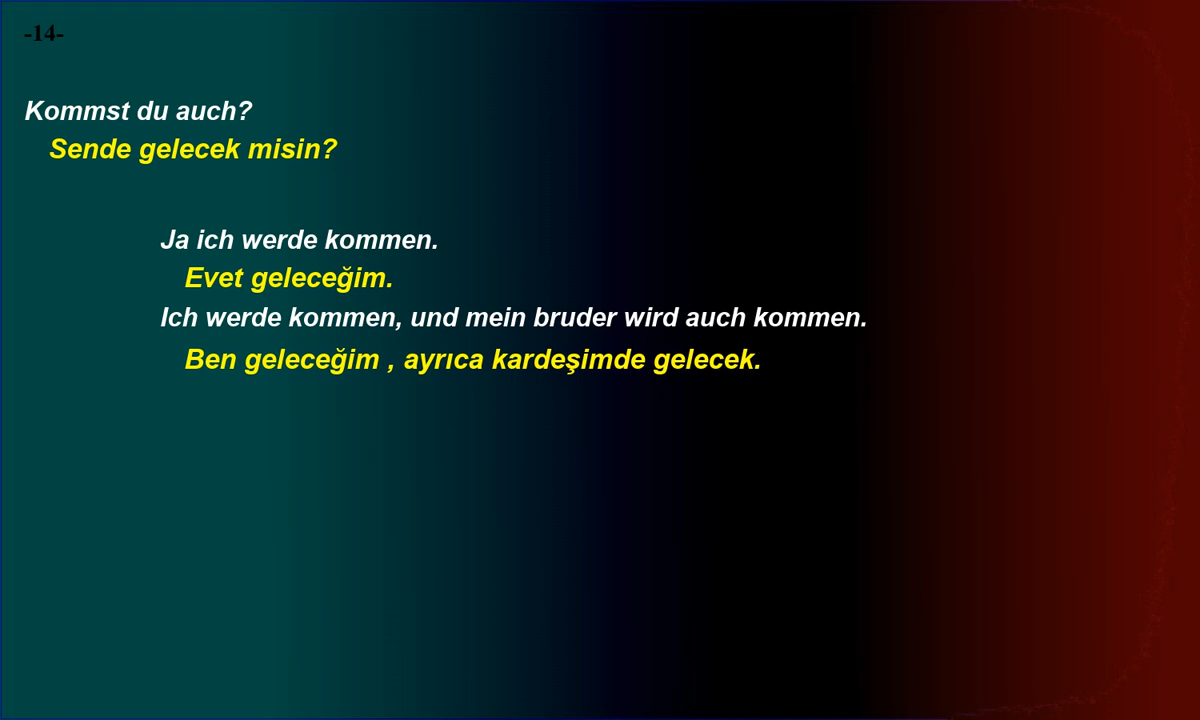 -14-
Kommst du auch?
Sende gelecek misin?
Ja ich werde kommen.
Evet geleceğim.
Ich werde kommen, und mein bruder wird auch kommen.
Ben geleceğim , ayrıca kardeşimde gelecek.